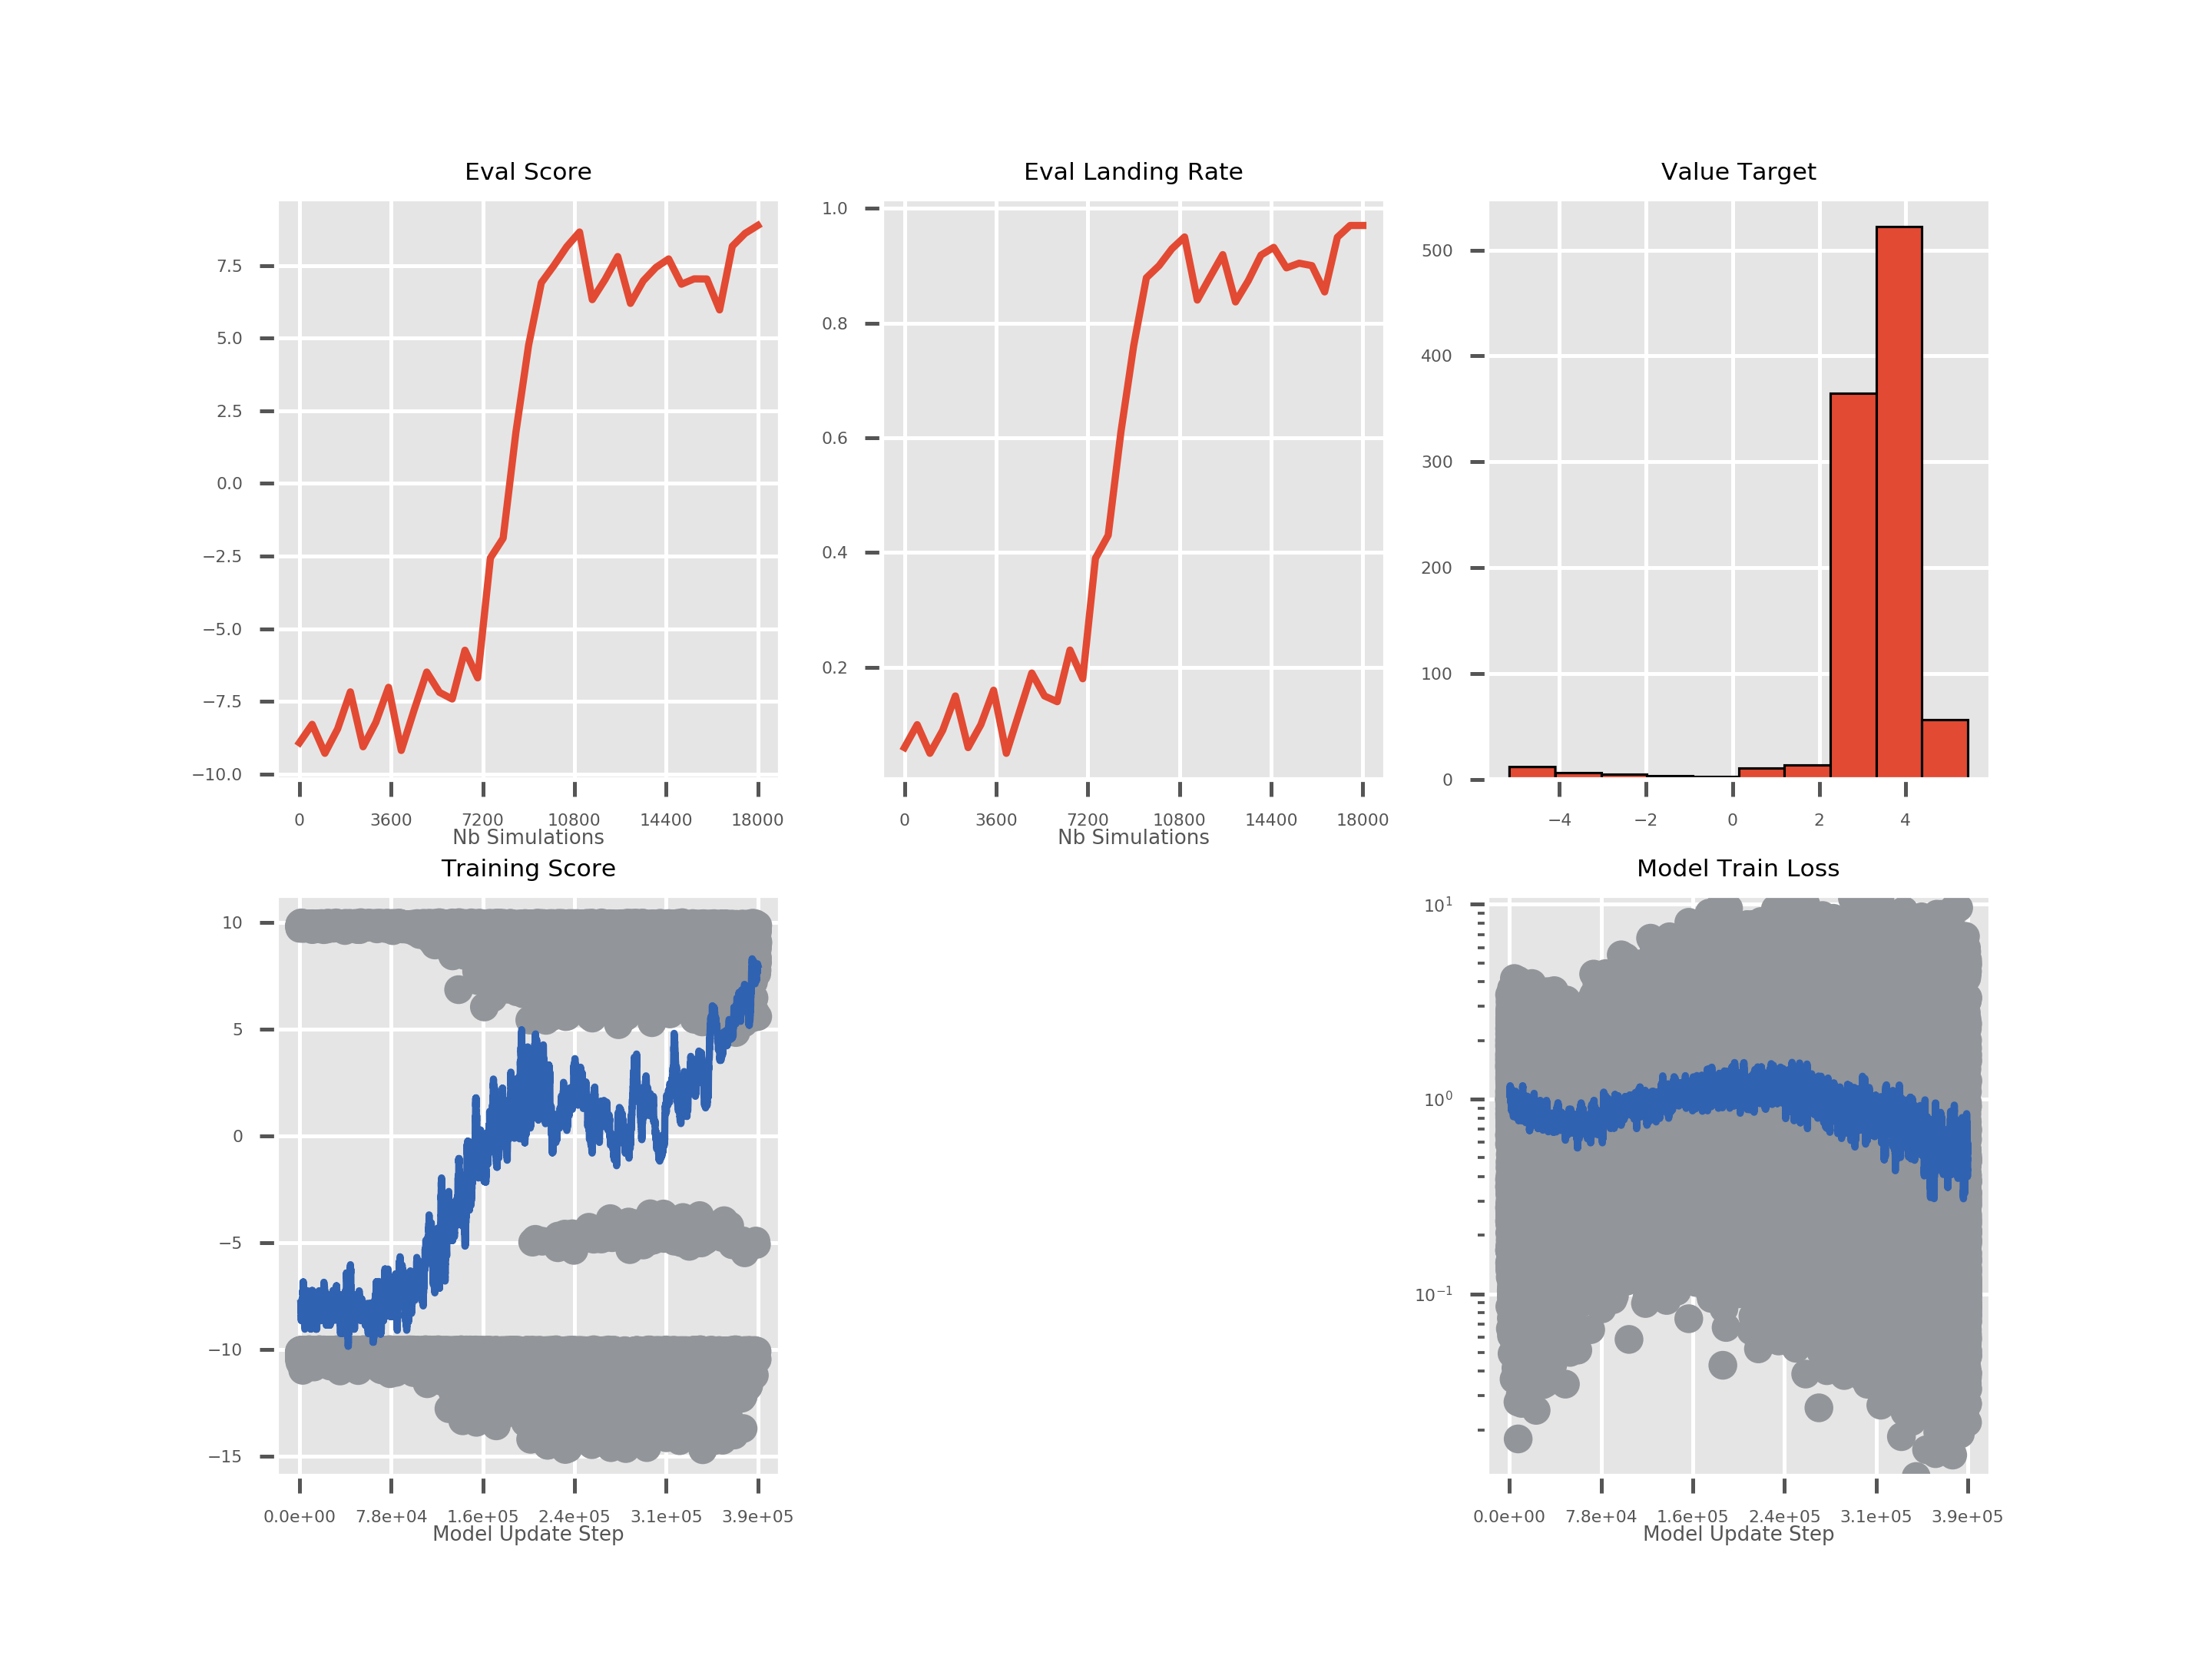 Eval Score
7.5
5.0
2.5
0.0
−2.5
−5.0
−7.5
−10.0
0 3600 7200 10800 14400 18000
Nb Simulations
Eval Landing Rate
1.0
0.8
0.6
0.4
0.2
0 3600 7200 10800 14400 18000
Nb Simulations
Value Target
500
400
300
200
100
0
−4 −2 0 2 4
Training Score
10
5
0
−5
−10
−15
0.0e+00 7.8e+04 1.6e+05 2.4e+05 3.1e+05 3.9e+05
Model Update Step
Model Train Loss
10¹
10⁰
10⁻¹
0.0e+00 7.8e+04 1.6e+05 2.4e+05 3.1e+05 3.9e+05
Model Update Step